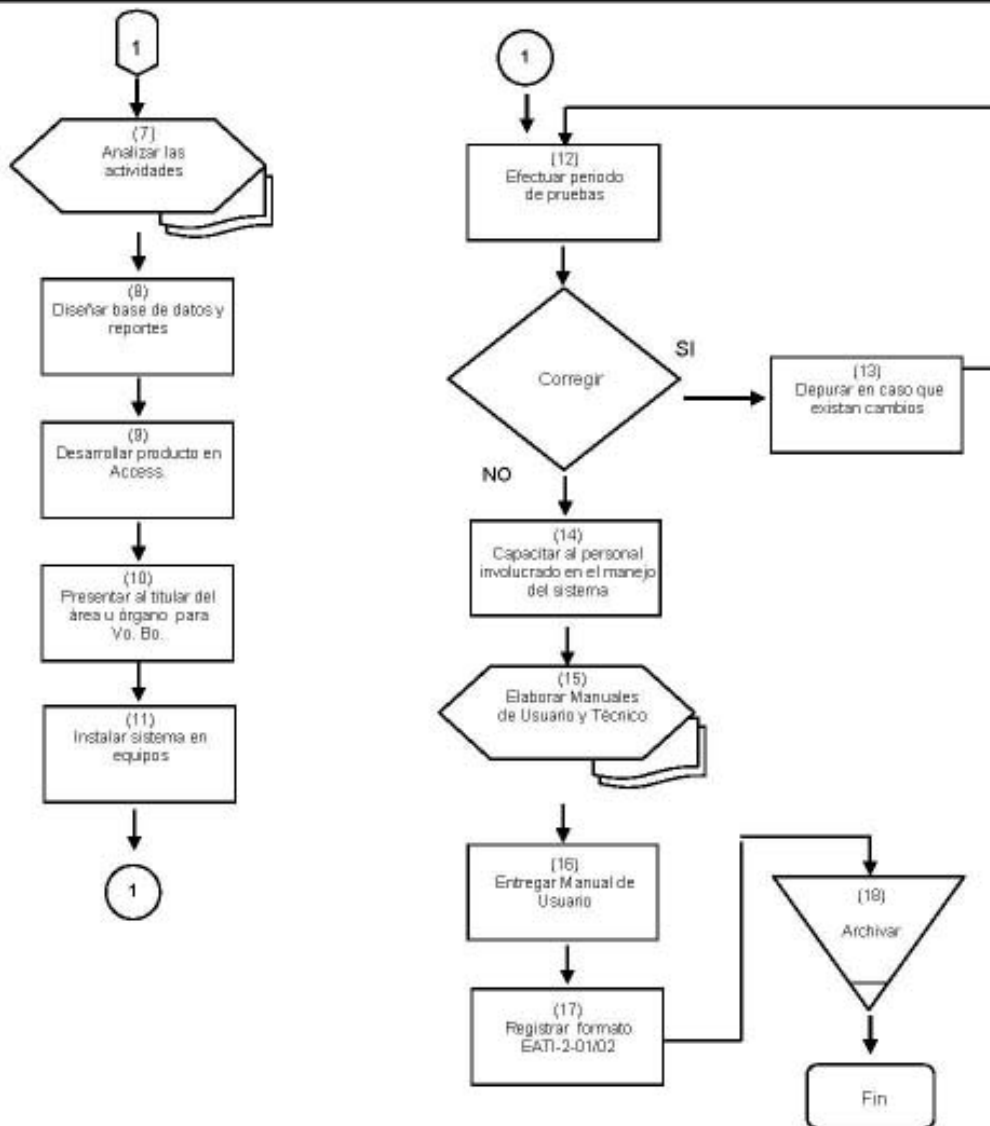 1
(7)
Analizar las
actividades
(8)
Diseñar base de datos y
reportes
(9)
Desarrollar producto en
Access.
(10)
Presentar al titular del
área u órgano para
Vo. Bo.
(11)
Instalar sistema en
equipos
1
1
(12)
Efectuar periodo
de pruebas
Corregir
SI
(13)
Depurar en caso que
existan cambios
NO
(14)
Capacitar al personal
involucrado en el manejo
del sistema
(15)
Elaborar Manuales
de Usuario y Técnico
(16)
Entregar Manual de
Usuario
(17)
Registrar formato
EATI-2-01/02
(18)
Archivar
Fin